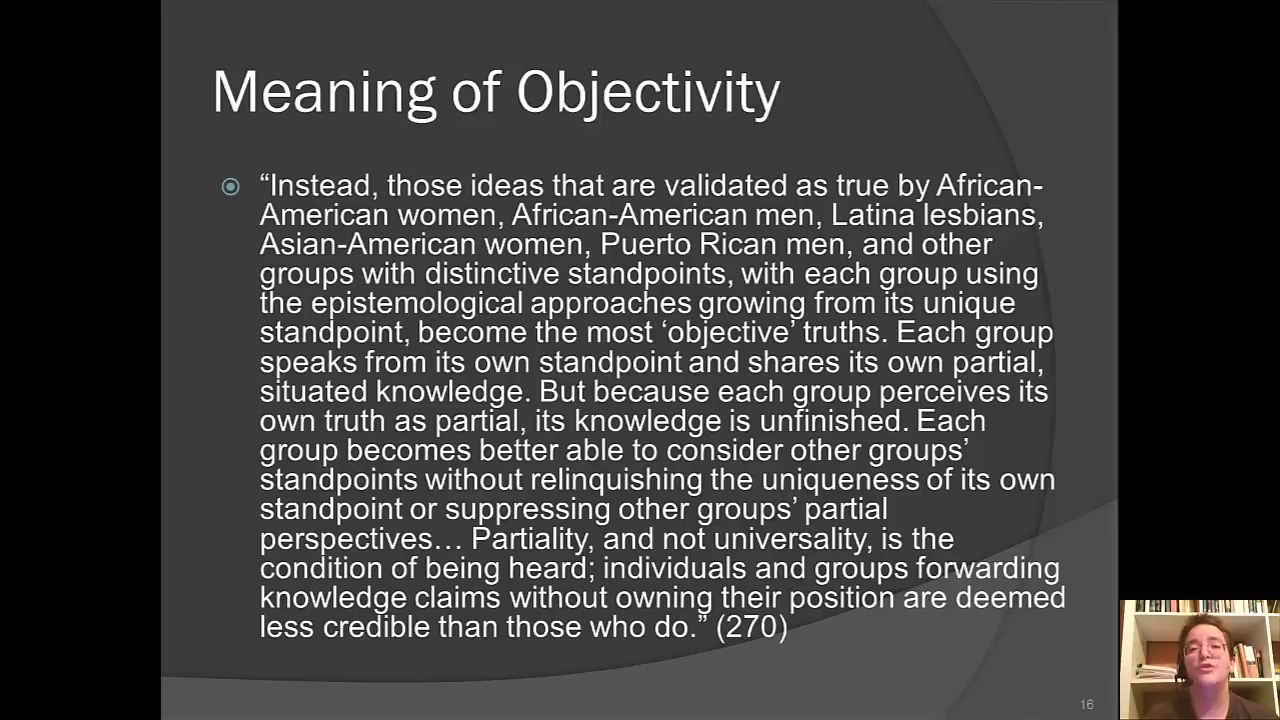 Meaning of Objectivity
“Instead, those ideas that are validated as true by African-
American women, African-American men, Latina lesbians,
Asian-American women, Puerto Rican men, and other
groups with distinctive standpoints, with each group using
the epistemological approaches growing from its unique
standpoint, become the most ‘objective’ truths. Each group
speaks from its own standpoint and shares its own partial,
situated knowledge. But because each group perceives its
own truth as partial, its knowledge is unfinished. Each
group becomes better able to consider other groups’
standpoints without relinquishing the uniqueness of its own
standpoint or suppressing other groups’ partial
perspectives… Partiality, and not universality, is the
condition of being heard; individuals and groups forwarding
knowledge claims without owning their position are deemed
less credible than those who do.” (270)
16